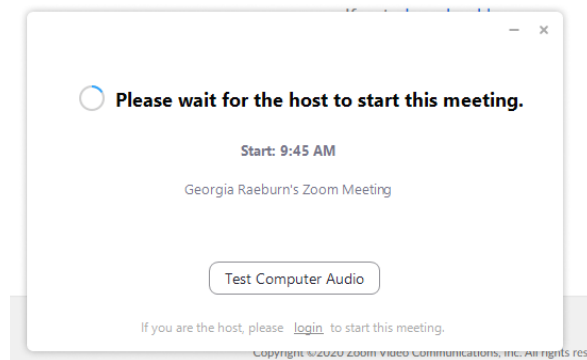 Please wait for the host to start this meeting.
Start: 9:45 AM
Georgia Raeburn's Zoom Meeting
Test Computer Audio
If you are the host, please login to start this meeting.
Copyright ©2020 Zoom Video Communications, Inc. All rights res